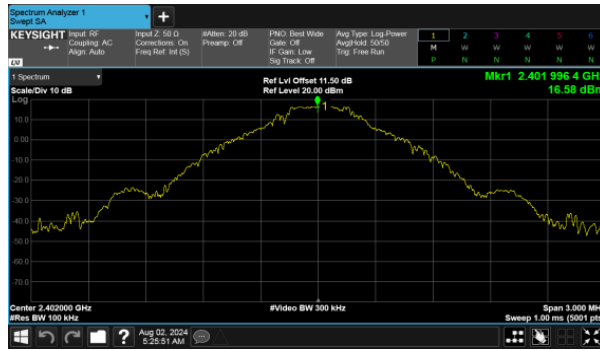 Spectrum Analyzer 1
Swept SA
+
KEYSIGHT Input: RF Input Z: 50 Ω #Atten: 20 dB PNO: Best Wide Avg Type: Log-Power 1 2 3 4 5 6
Coupling: AC Corrections: On Preamp: Off Gate: Off Avg|Hold: 50/50 M W W W W W
Align: Auto Freq Ref: Int (S) IF Gain: Low Trig: Free Run
Sig Track: Off P N N N N N
LXI
1 Spectrum
Ref Lvl Offset 11.50 dB Mkr1 2.401 996 4 GHz
Scale/Div 10 dB Ref Level 20.00 dBm 16.58 dBm
Log
1
10.0
0.00
-10.0
-20.0
-30.0
-40.0
-50.0
-60.0
-70.0
Center 2.402000 GHz #Video BW 300 kHz Span 3.000 MH
#Res BW 100 kHz Sweep 1.00 ms (5001 pts
? Aug 02, 2024
5:25:51 AM